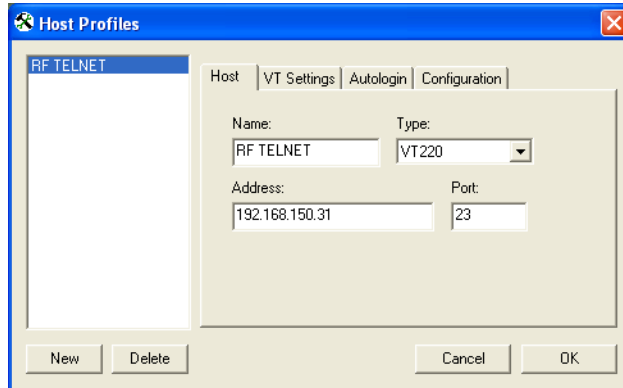 Host Profiles
RF TELNET
Host VT Settings Autologin Configuration
Name: Type:
RF TELNET VT220
Address: Port:
192.168.150.31 23
New Delete Cancel OK